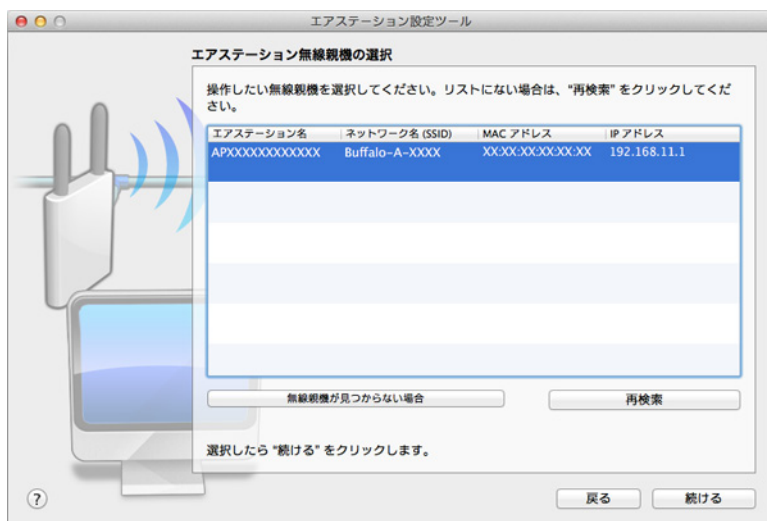 エアステーション設定ツール
エアステーション無線親機の選択
操作したい無線親機を選択してください。リストにない場合は、"再検索" をクリックしてくだ
さい。
エアステーション名 ネットワーク名 (SSID) MAC アドレス IP アドレス
APXXXXXXXXXXXX Buffalo-A-XXXX XX:XX:XX:XX:XX:XX 192.168.11.1
無線親機が見つからない場合 再検索
選択したら "続ける" をクリックします。
? 戻る 続ける